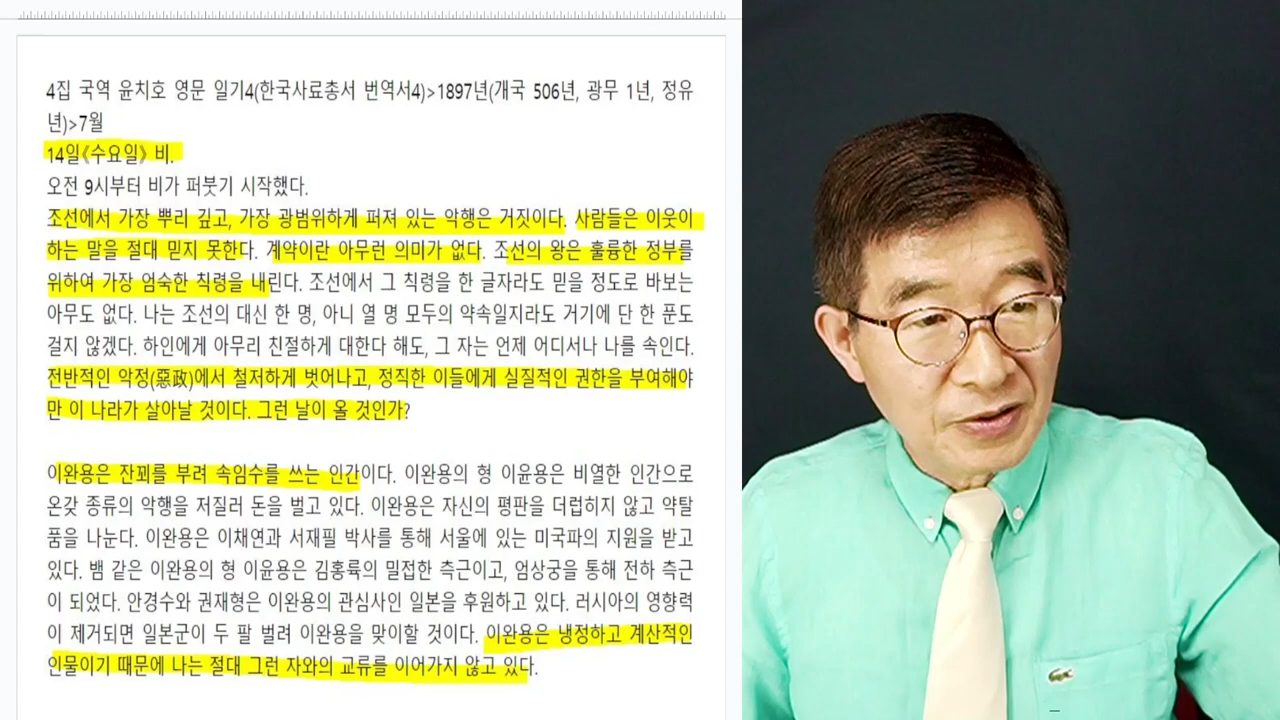 4집 국역 윤치호 영문 일기4(한국사료총서 번역서4)>1897년(개국 506년, 광무 1년, 정유
년)>7월
14일《수요일》 비.
오전 9시부터 비가 퍼붓기 시작했다.
조선에서 가장 뿌리 깊고, 가장 광범위하게 퍼져 있는 악행은 거짓이다. 사람들은 이웃이
하는 말을 절대 믿지 못한다. 계약이란 아무런 의미가 없다. 조선의 왕은 훌륭한 정부를
위하여 가장 엄숙한 칙령을 내린다. 조선에서 그 칙령을 한 글자라도 믿을 정도로 바보는
아무도 없다. 나는 조선의 대신 한 명, 아니 열 명 모두의 약속일지라도 거기에 단 한 푼도
걸지 않겠다. 하인에게 아무리 친절하게 대한다 해도, 그 자는 언제 어디서나 나를 속인다.
전반적인 악정(惡政)에서 철저하게 벗어나고, 정직한 이들에게 실질적인 권한을 부여해야
만 이 나라가 살아날 것이다. 그런 날이 올 것인가?
이완용은 잔꾀를 부려 속임수를 쓰는 인간이다. 이완용의 형 이윤용은 비열한 인간으로
온갖 종류의 악행을 저질러 돈을 벌고 있다. 이완용은 자신의 평판을 더럽히지 않고 약탈
품을 나눈다. 이완용은 이채연과 서재필 박사를 통해 서울에 있는 미국파의 지원을 받고
있다. 뱀 같은 이완용의 형 이윤용은 김홍륙의 밀접한 측근이고, 엄상궁을 통해 전하 측근
이 되었다. 안경수와 권재형은 이완용의 관심사인 일본을 후원하고 있다. 러시아의 영향력
이 제거되면 일본군이 두 팔 벌려 이완용을 맞이할 것이다. 이완용은 냉정하고 계산적인
인물이기 때문에 나는 절대 그런 자와의 교류를 이어가지 않고 있다.